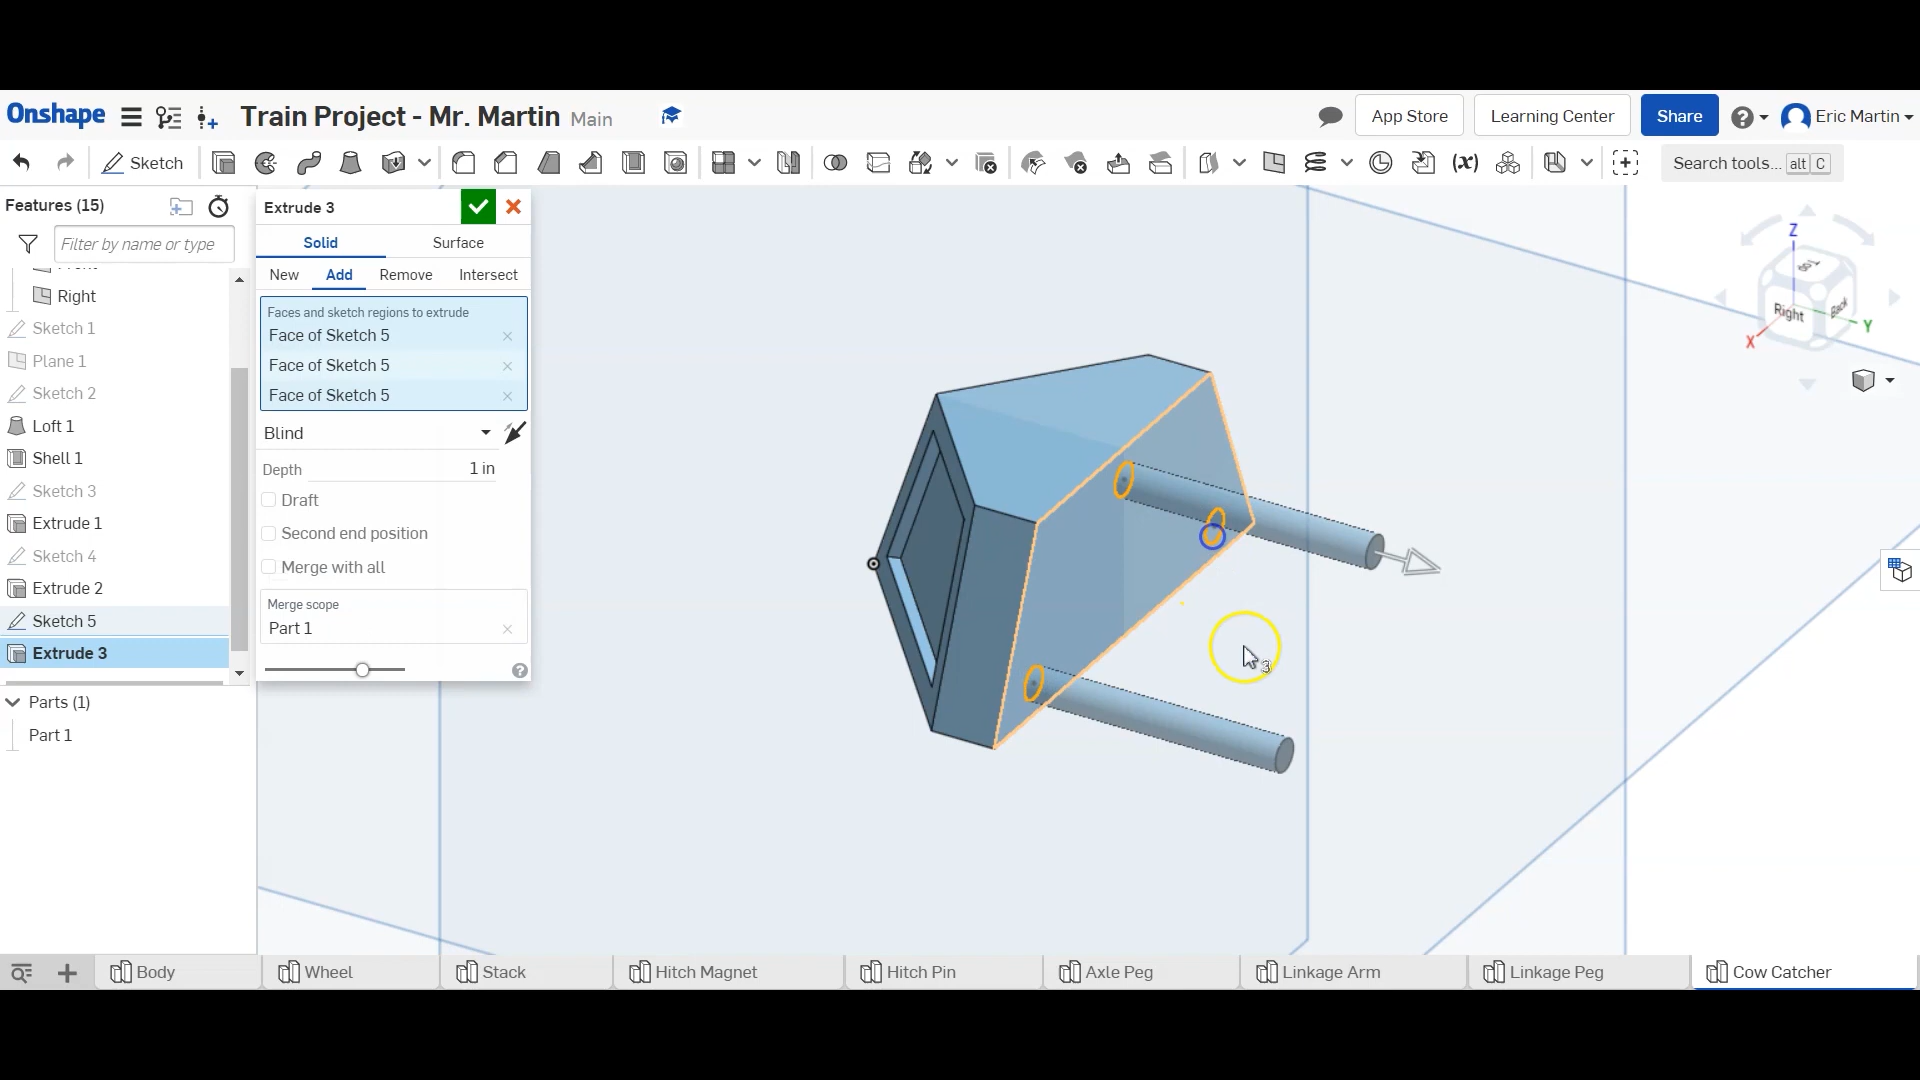 Onshape Train Project - Mr. Martin Main App Store Learning Center Share Eric Martin
Sketch Search tools... alt C
Features (15)
Filter by name or type
Right
Sketch 1
Plane 1
Sketch 2
Loft 1
Shell 1
Sketch 3
Extrude 1
Sketch 4
Extrude 2
Sketch 5
Extrude 3
Parts (1)
Part 1
Extrude 3
Solid Surface
New Add Remove Intersect
Faces and sketch regions to extrude
Face of Sketch 5
Face of Sketch 5
Face of Sketch 5
Blind
Depth 1 in
Draft
Second end position
Merge with all
Merge scope
Part 1
3
Z
Top
Right Back
X Y
Body Wheel Stack Hitch Magnet Hitch Pin Axle Peg Linkage Arm Linkage Peg Cow Catcher